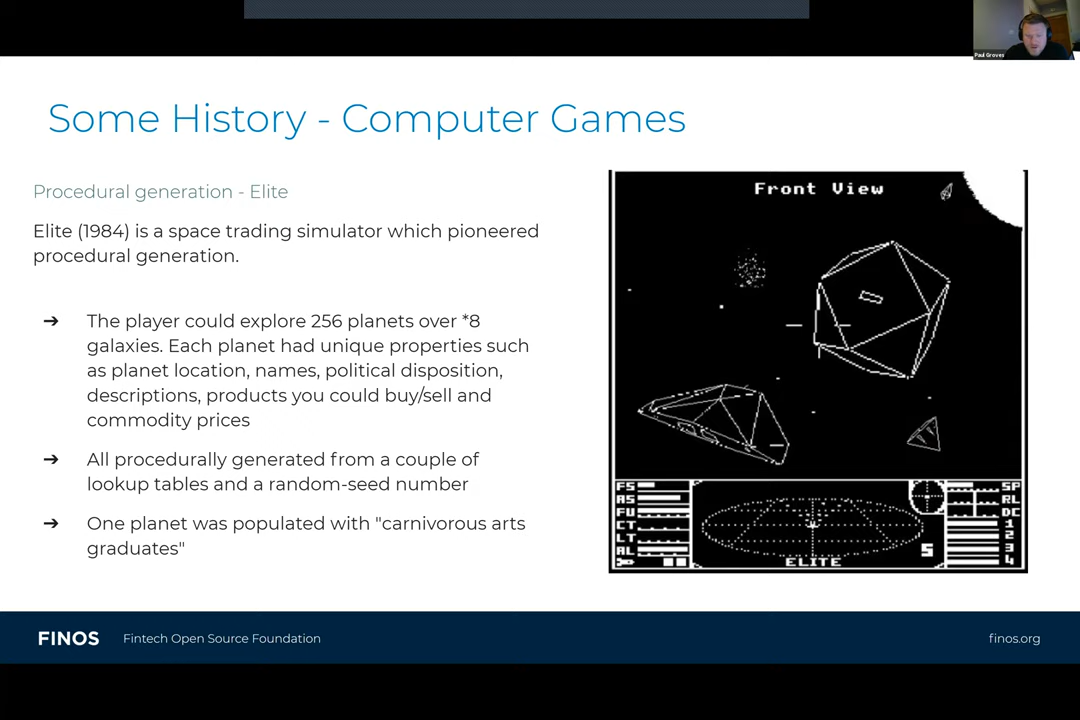 Paul Groves
Some History - Computer Games
Procedural generation - Elite
Elite (1984) is a space trading simulator which pioneered
procedural generation.
➔ The player could explore 256 planets over *8
galaxies. Each planet had unique properties such
as planet location, names, political disposition,
descriptions, products you could buy/sell and
commodity prices
➔ All procedurally generated from a couple of
lookup tables and a random-seed number
➔ One planet was populated with "carnivorous arts
graduates"
Front View
FS
AS
FU
CT
LT
AL
S
ELITE
SP
RL
DC
1
2
3
4
FINOS
Fintech Open Source Foundation
finos.org